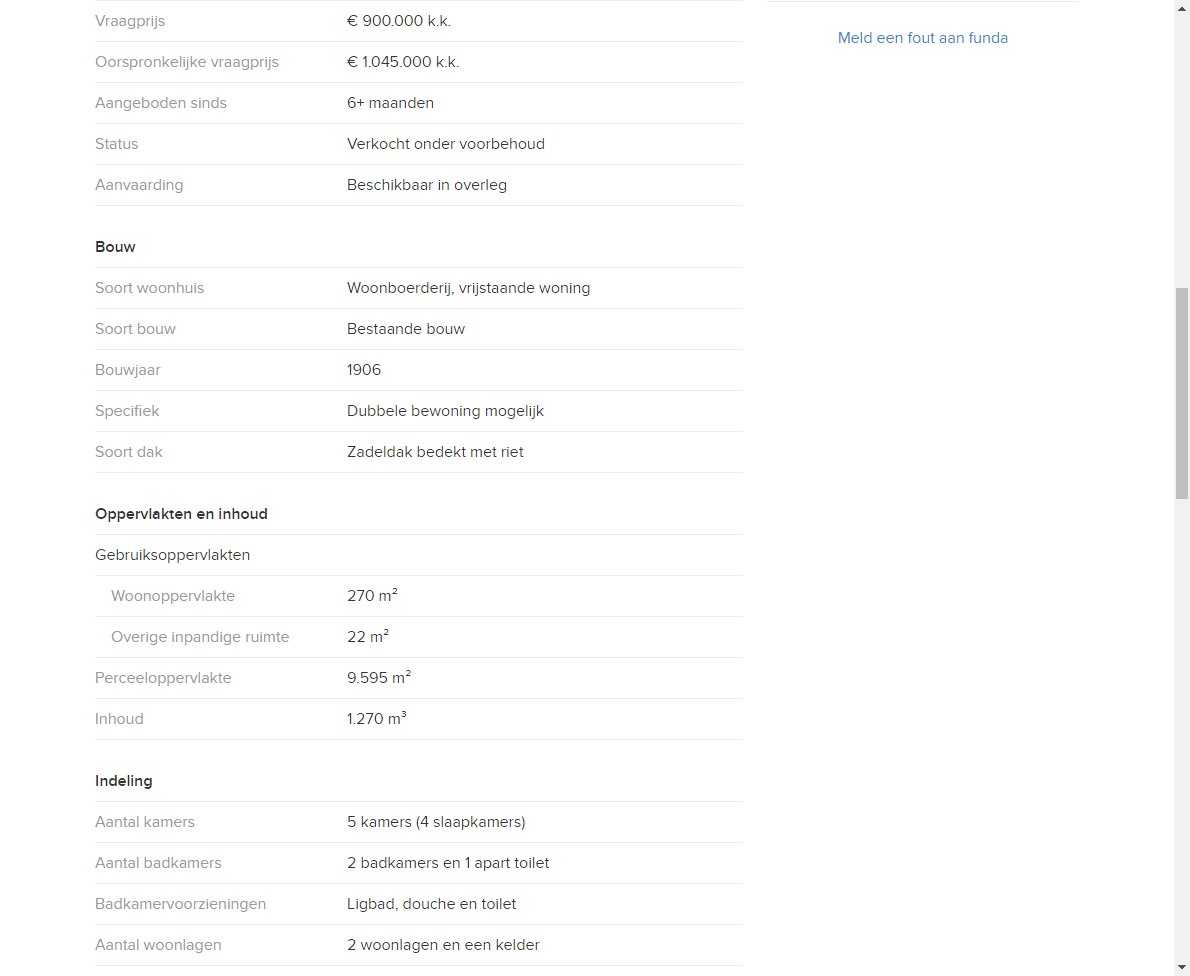 Vraagprijs € 900.000 k.k.
Meld een fout aan funda
Oorspronkelijke vraagprijs € 1.045.000 k.k.
Aangeboden sinds 6+ maanden
Status Verkocht onder voorbehoud
Aanvaarding Beschikbaar in overleg
Bouw
Soort woonhuis Woonboerderij, vrijstaande woning
Soort bouw Bestaande bouw
Bouwjaar 1906
Specifiek Dubbele bewoning mogelijk
Soort dak Zadeldak bedekt met riet
Oppervlakten en inhoud
Gebruiksoppervlakten
Woonoppervlakte 270 m²
Overige inpandige ruimte 22 m²
Perceeloppervlakte 9.595 m²
Inhoud 1.270 m³
Indeling
Aantal kamers 5 kamers (4 slaapkamers)
Aantal badkamers 2 badkamers en 1 apart toilet
Badkamervoorzieningen Ligbad, douche en toilet
Aantal woonlagen 2 woonlagen en een kelder